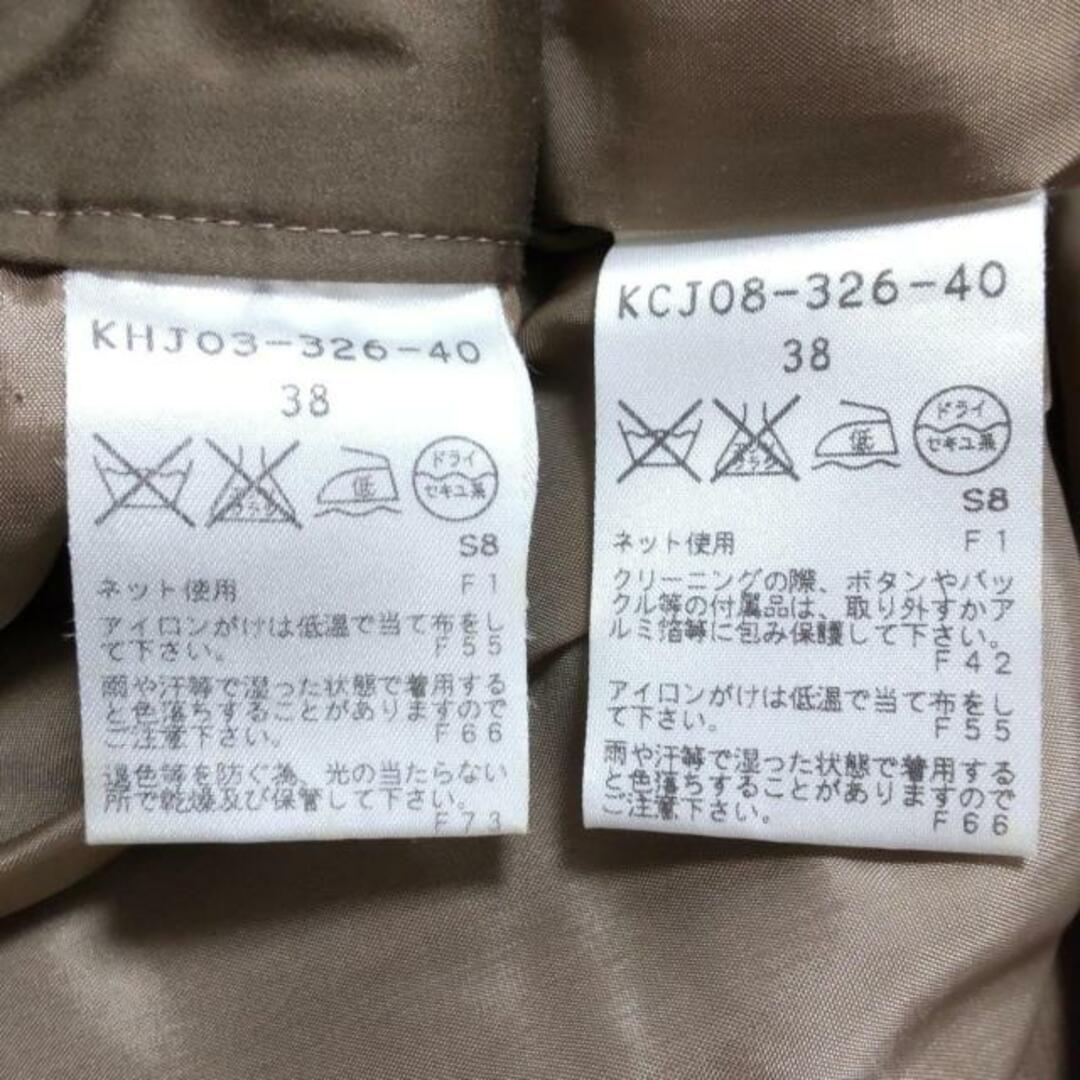 KHJ03-326-40
38
低
ドライ
セキユ系
S8
ネット使用
F1
アイロンがけは低温で当て布をし
て下さい。
F55
雨や汗等で湿った状態で着用する
と色落ちすることがありますので
ご注意下さい。
F66
退色等を防ぐ為、光の当たらない
所で乾燥及び保管して下さい。
F73
KCJ08-326-40
38
低
ドライ
セキユ系
S8
ネット使用
F1
クリーニングの際、ボタンやバッ
クル等の付属品は、取り外すかア
ルミ箔等に包み保護して下さい。
F42
アイロンがけは低温で当て布をし
て下さい。
F55
雨や汗等で湿った状態で着用する
と色落ちすることがありますので
ご注意下さい。
F66